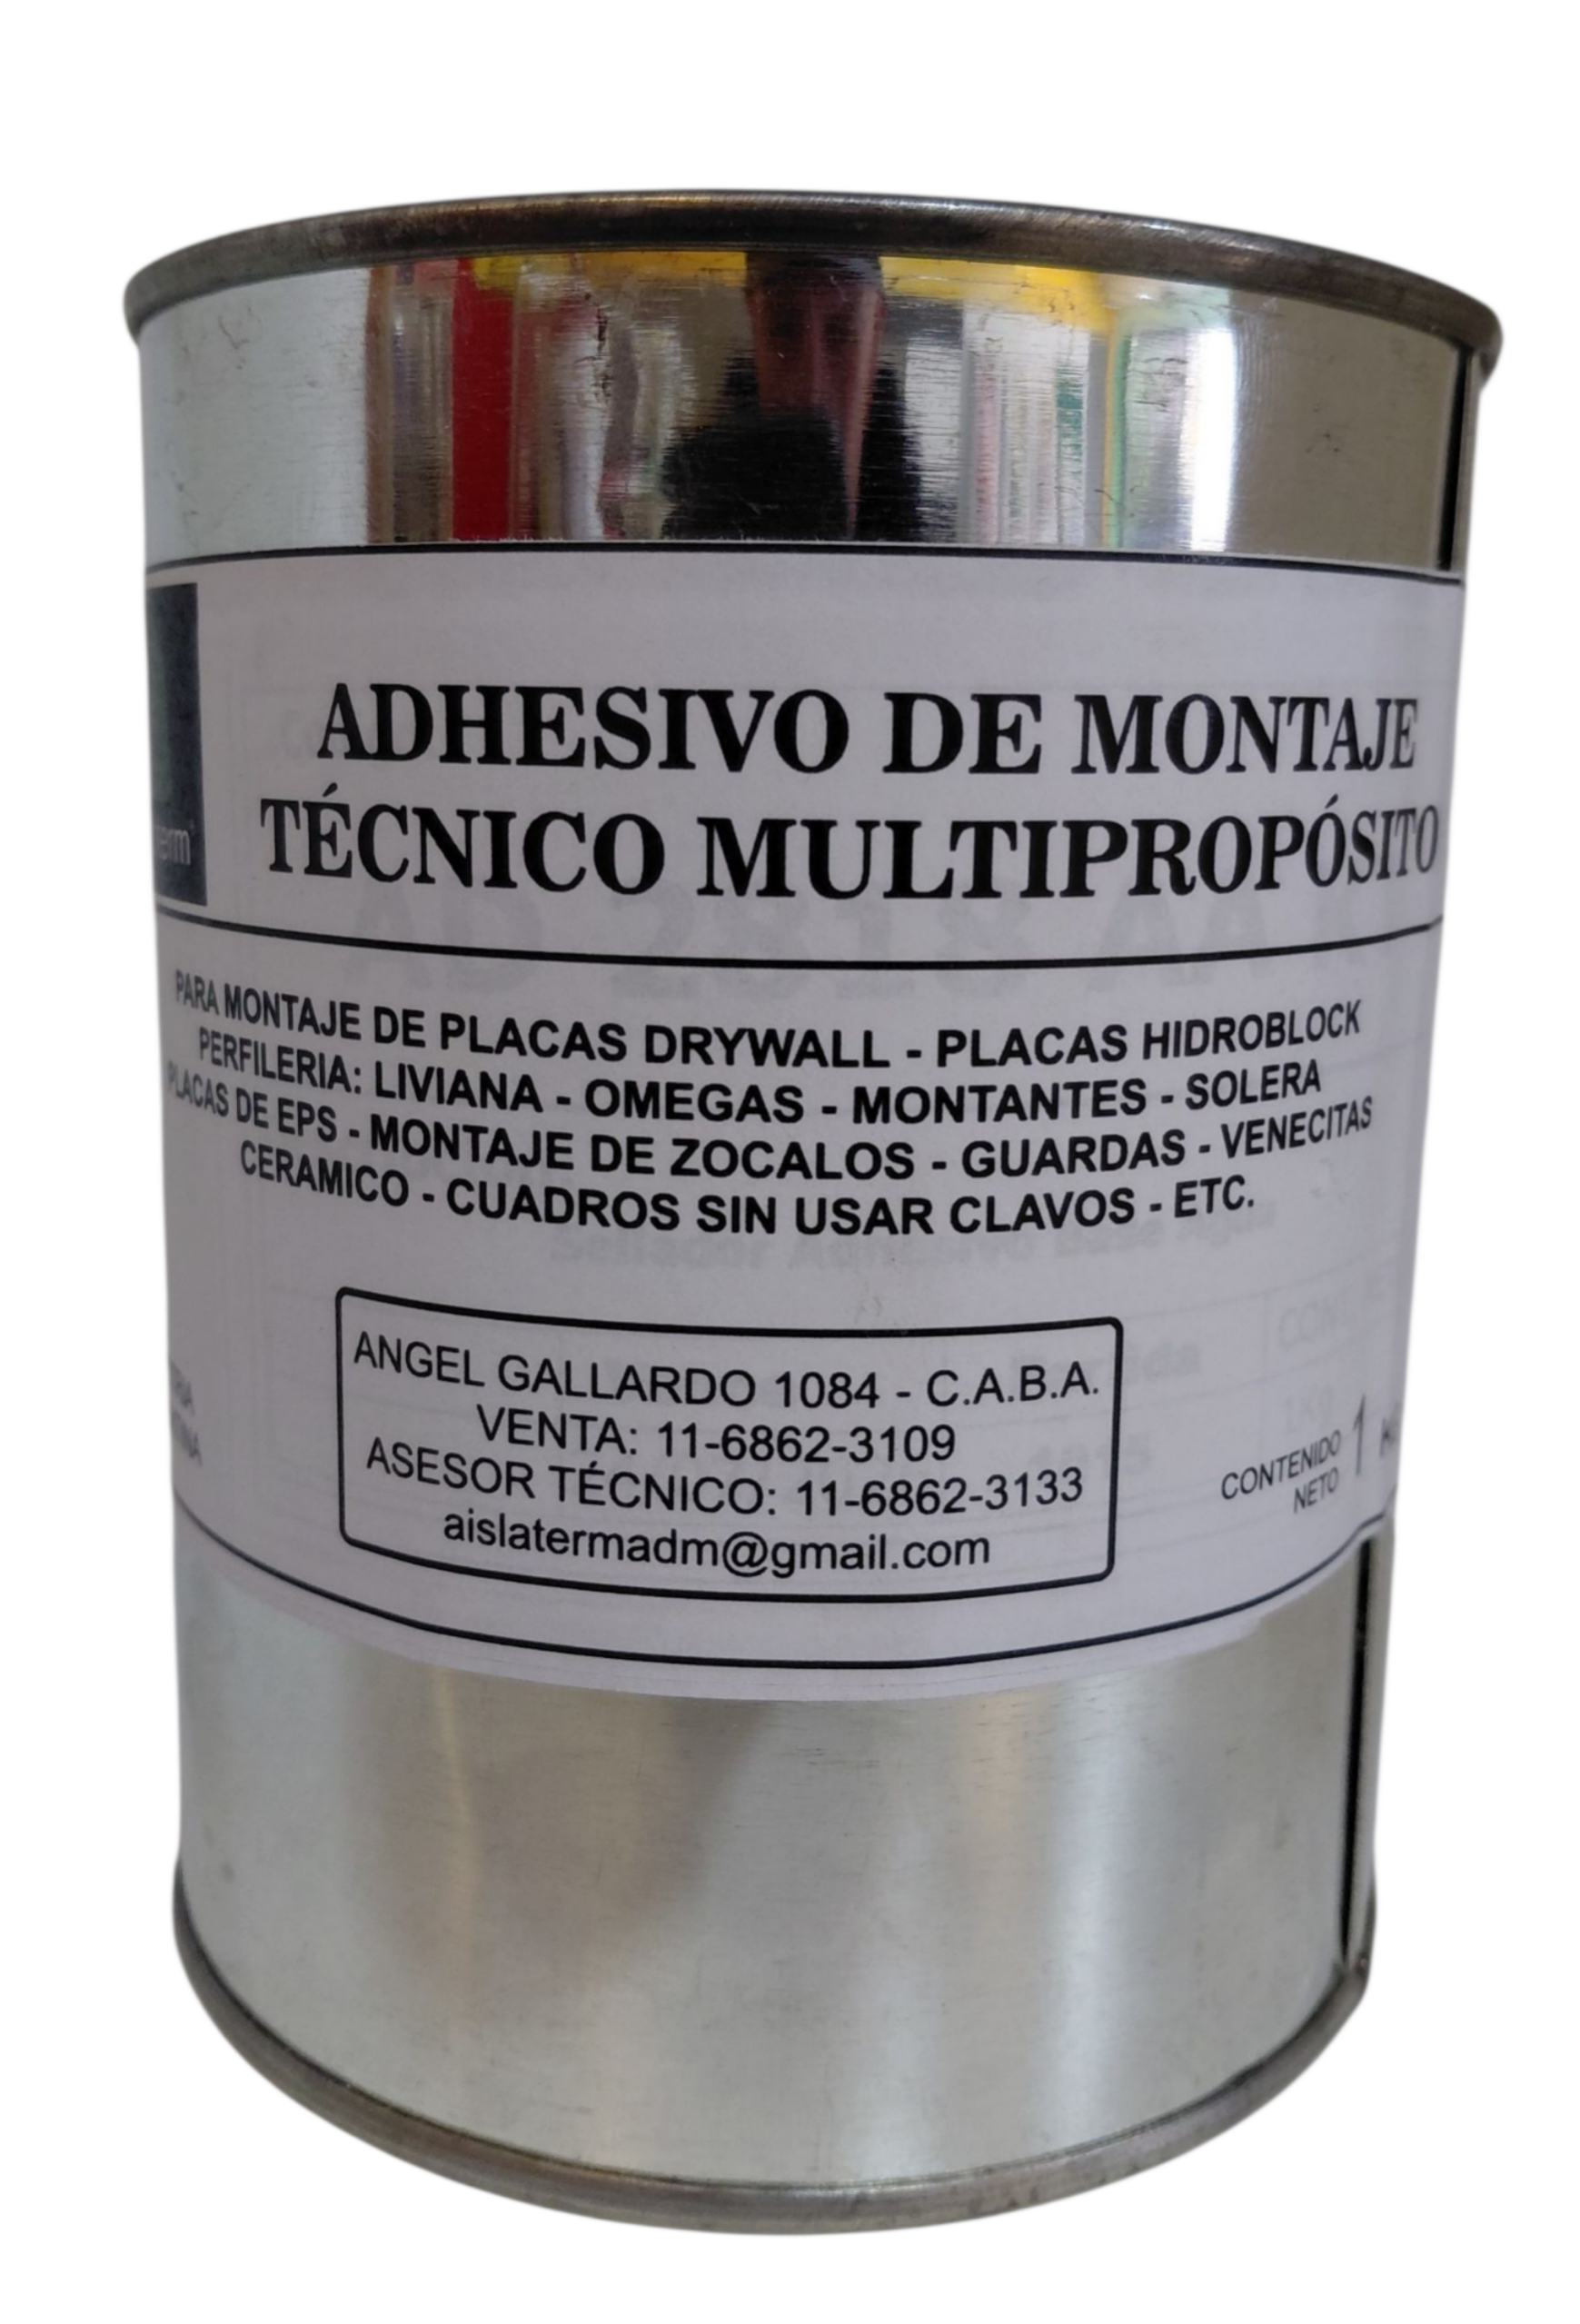 ADHESIVO DE MONTAJE
TÉCNICO MULTIPROPÓSITO
PARA MONTAJE DE PLACAS DRYWALL - PLACAS HIDROBLOCK
PERFILERIA: LIVIANA - OMEGAS - MONTANTES - SOLERA
PLACAS DE EPS - MONTAJE DE ZOCALOS - GUARDAS - VENECITAS
CERAMICO - CUADROS SIN USAR CLAVOS - ETC.
ANGEL GALLARDO 1084 - C.A.B.A.
VENTA: 11-6862-3109
ASESOR TÉCNICO: 11-6862-3133
aislatermadm@gmail.com
CONTENIDO
NETO 1